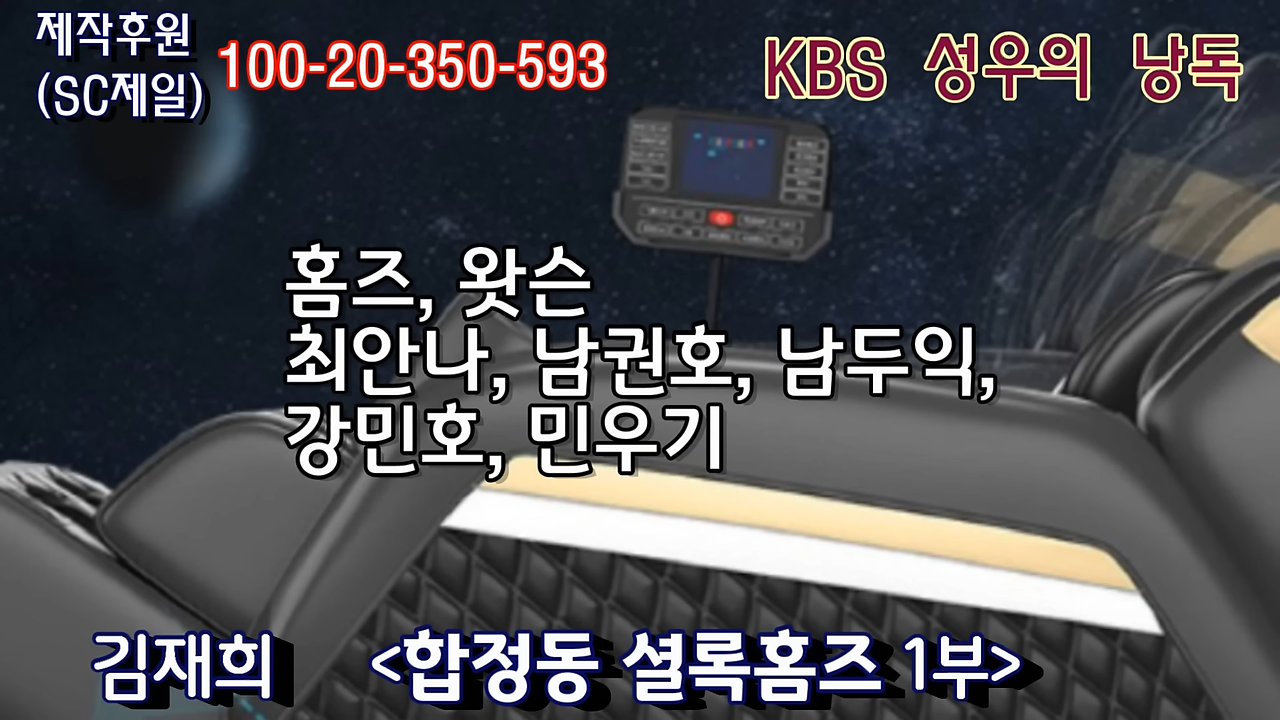 제작후원
(SC제일)
100-20-350-593
KBS 성우의 낭독
홈즈, 왓슨
최안나, 남권호, 남두익,
강민호, 민우기
김재희 <합정동 셜록홈즈 1부>